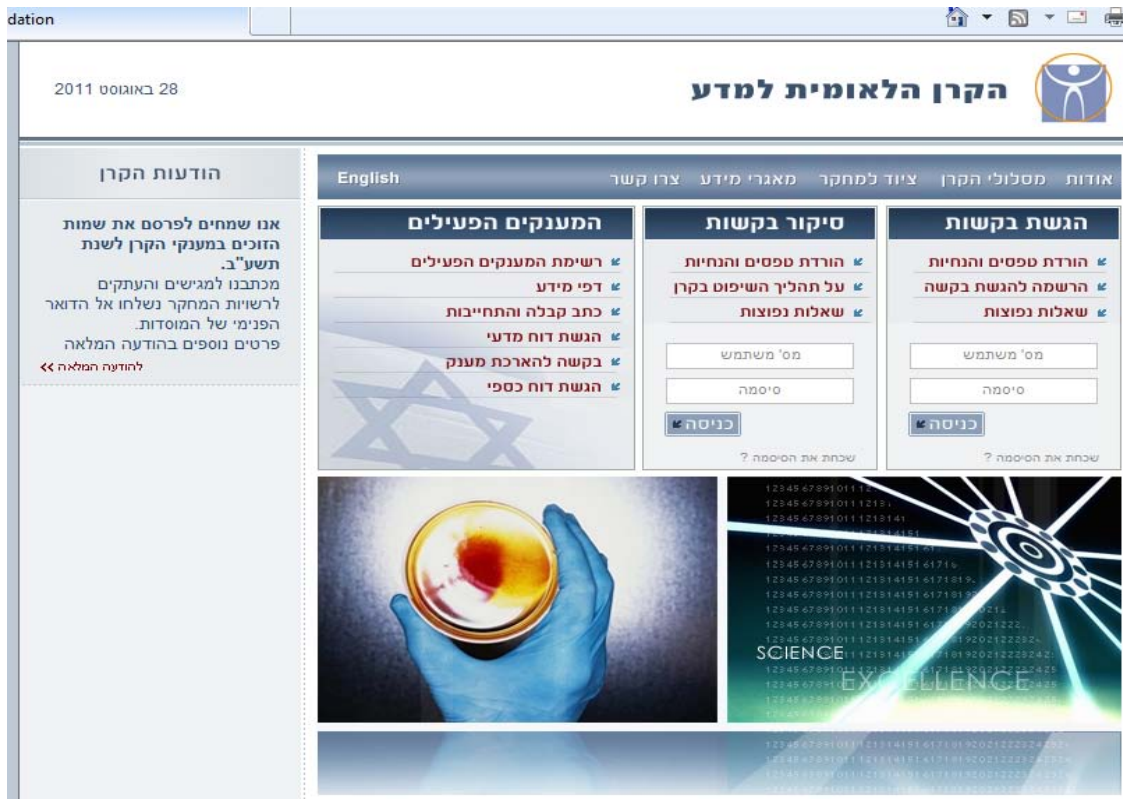 dation
הקרן הלאומית למדע
28 באוגוסט 2011
אודות מסלולי הקרן ציוד למחקר מאגרי מידע צרו קשר English
הגשת בקשות
הורדת טפסים והנחיות
הרשמה להגשת בקשה
שאלות נפוצות
מס' משתמש
סיסמה
כניסה
שכחת את הסיסמה ?
סיקור בקשות
הורדת טפסים והנחיות
על תהליך השיפוט בקרן
שאלות נפוצות
מס' משתמש
סיסמה
כניסה
שכחת את הסיסמה ?
המענקים הפעילים
רשימת המענקים הפעילים
דפי מידע
כתב קבלה והתחייבות
הגשת דוח מדעי
בקשה להארכת מענק
הגשת דוח כספי
הודעות הקרן
אנו שמחים לפרסם את שמות
הזוכים במענקי הקרן לשנת
תשע"ב.
מכתבנו למגישים והעתקים
לרשויות המחקר נשלחו אל הדואר
הפנימי של המוסדות.
פרטים נוספים בהודעה המלאה
להודעה המלאה >>
SCIENCE
EXCELLENCE